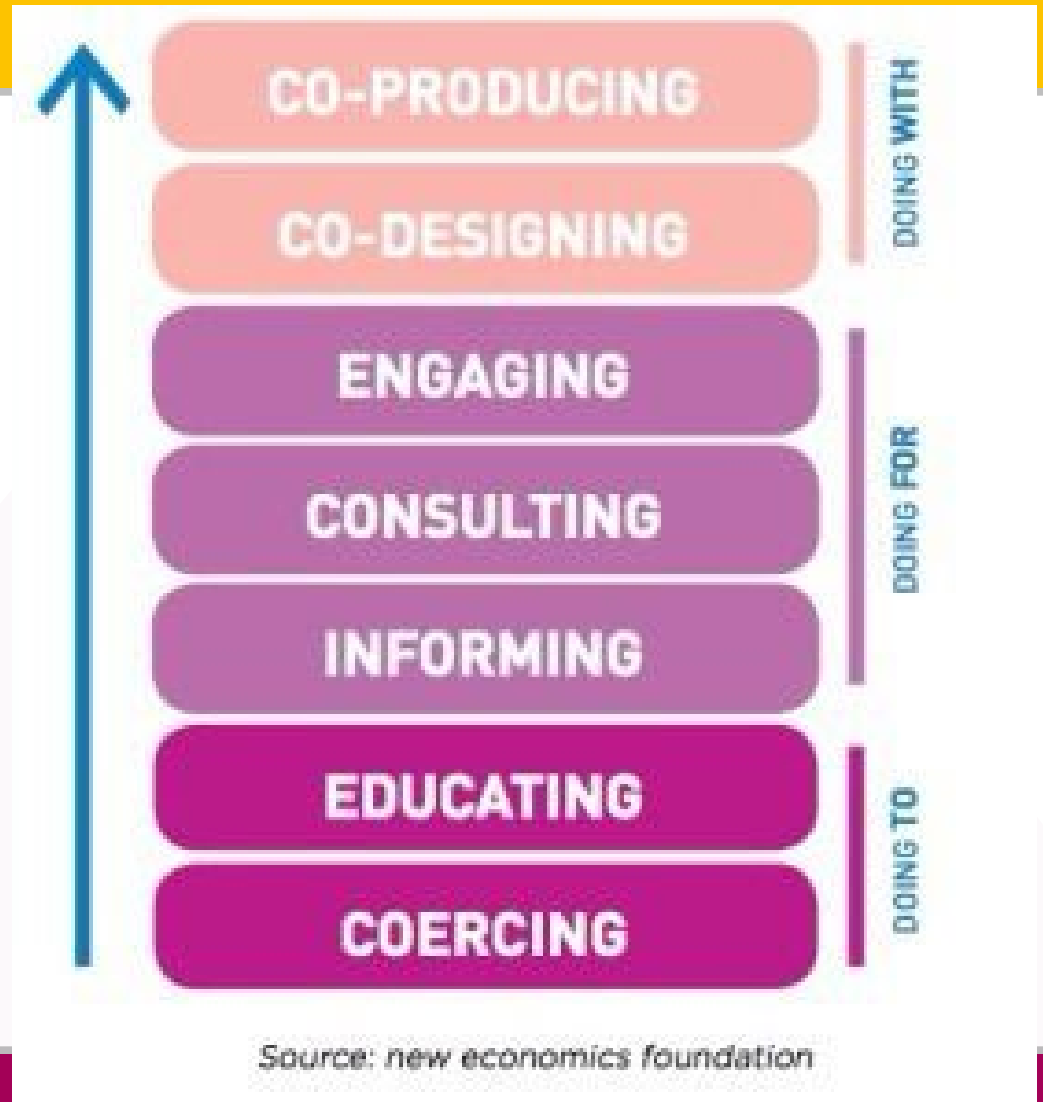 CO-PRODUCING
CO-DESIGNING
DOING WITH
ENGAGING
CONSULTING
INFORMING
DOING FOR
EDUCATING
COERCING
DOING TO
Source: new economics foundation